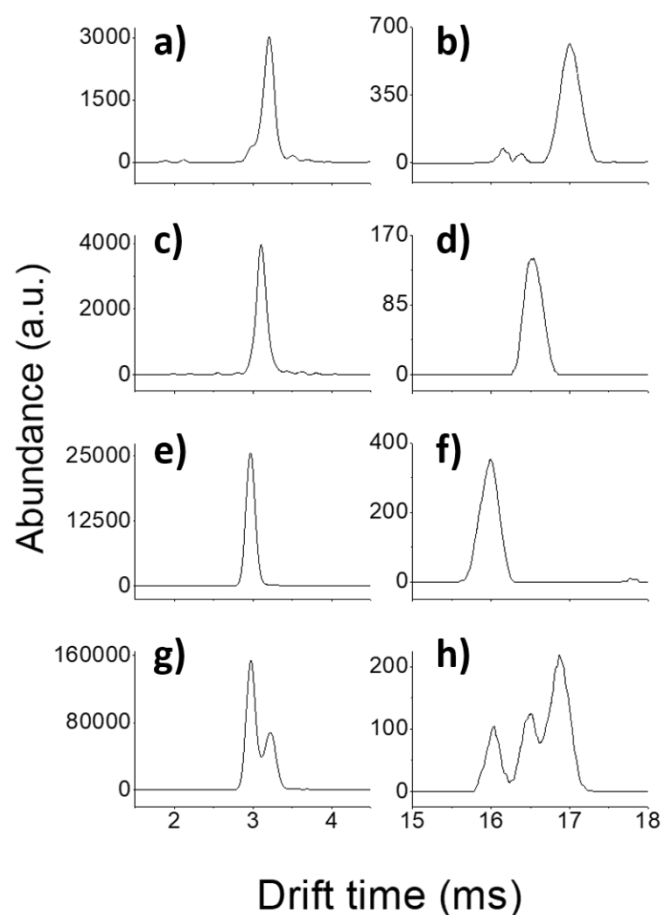 a)
3000
1500
0
b)
700
350
0
c)
4000
2000
0
d)
170
85
0
e)
25000
12500
0
f)
400
200
0
g)
160000
80000
0
2 3 4
h)
200
100
0
15 16 17 18
Abundance (a.u.)
Drift time (ms)